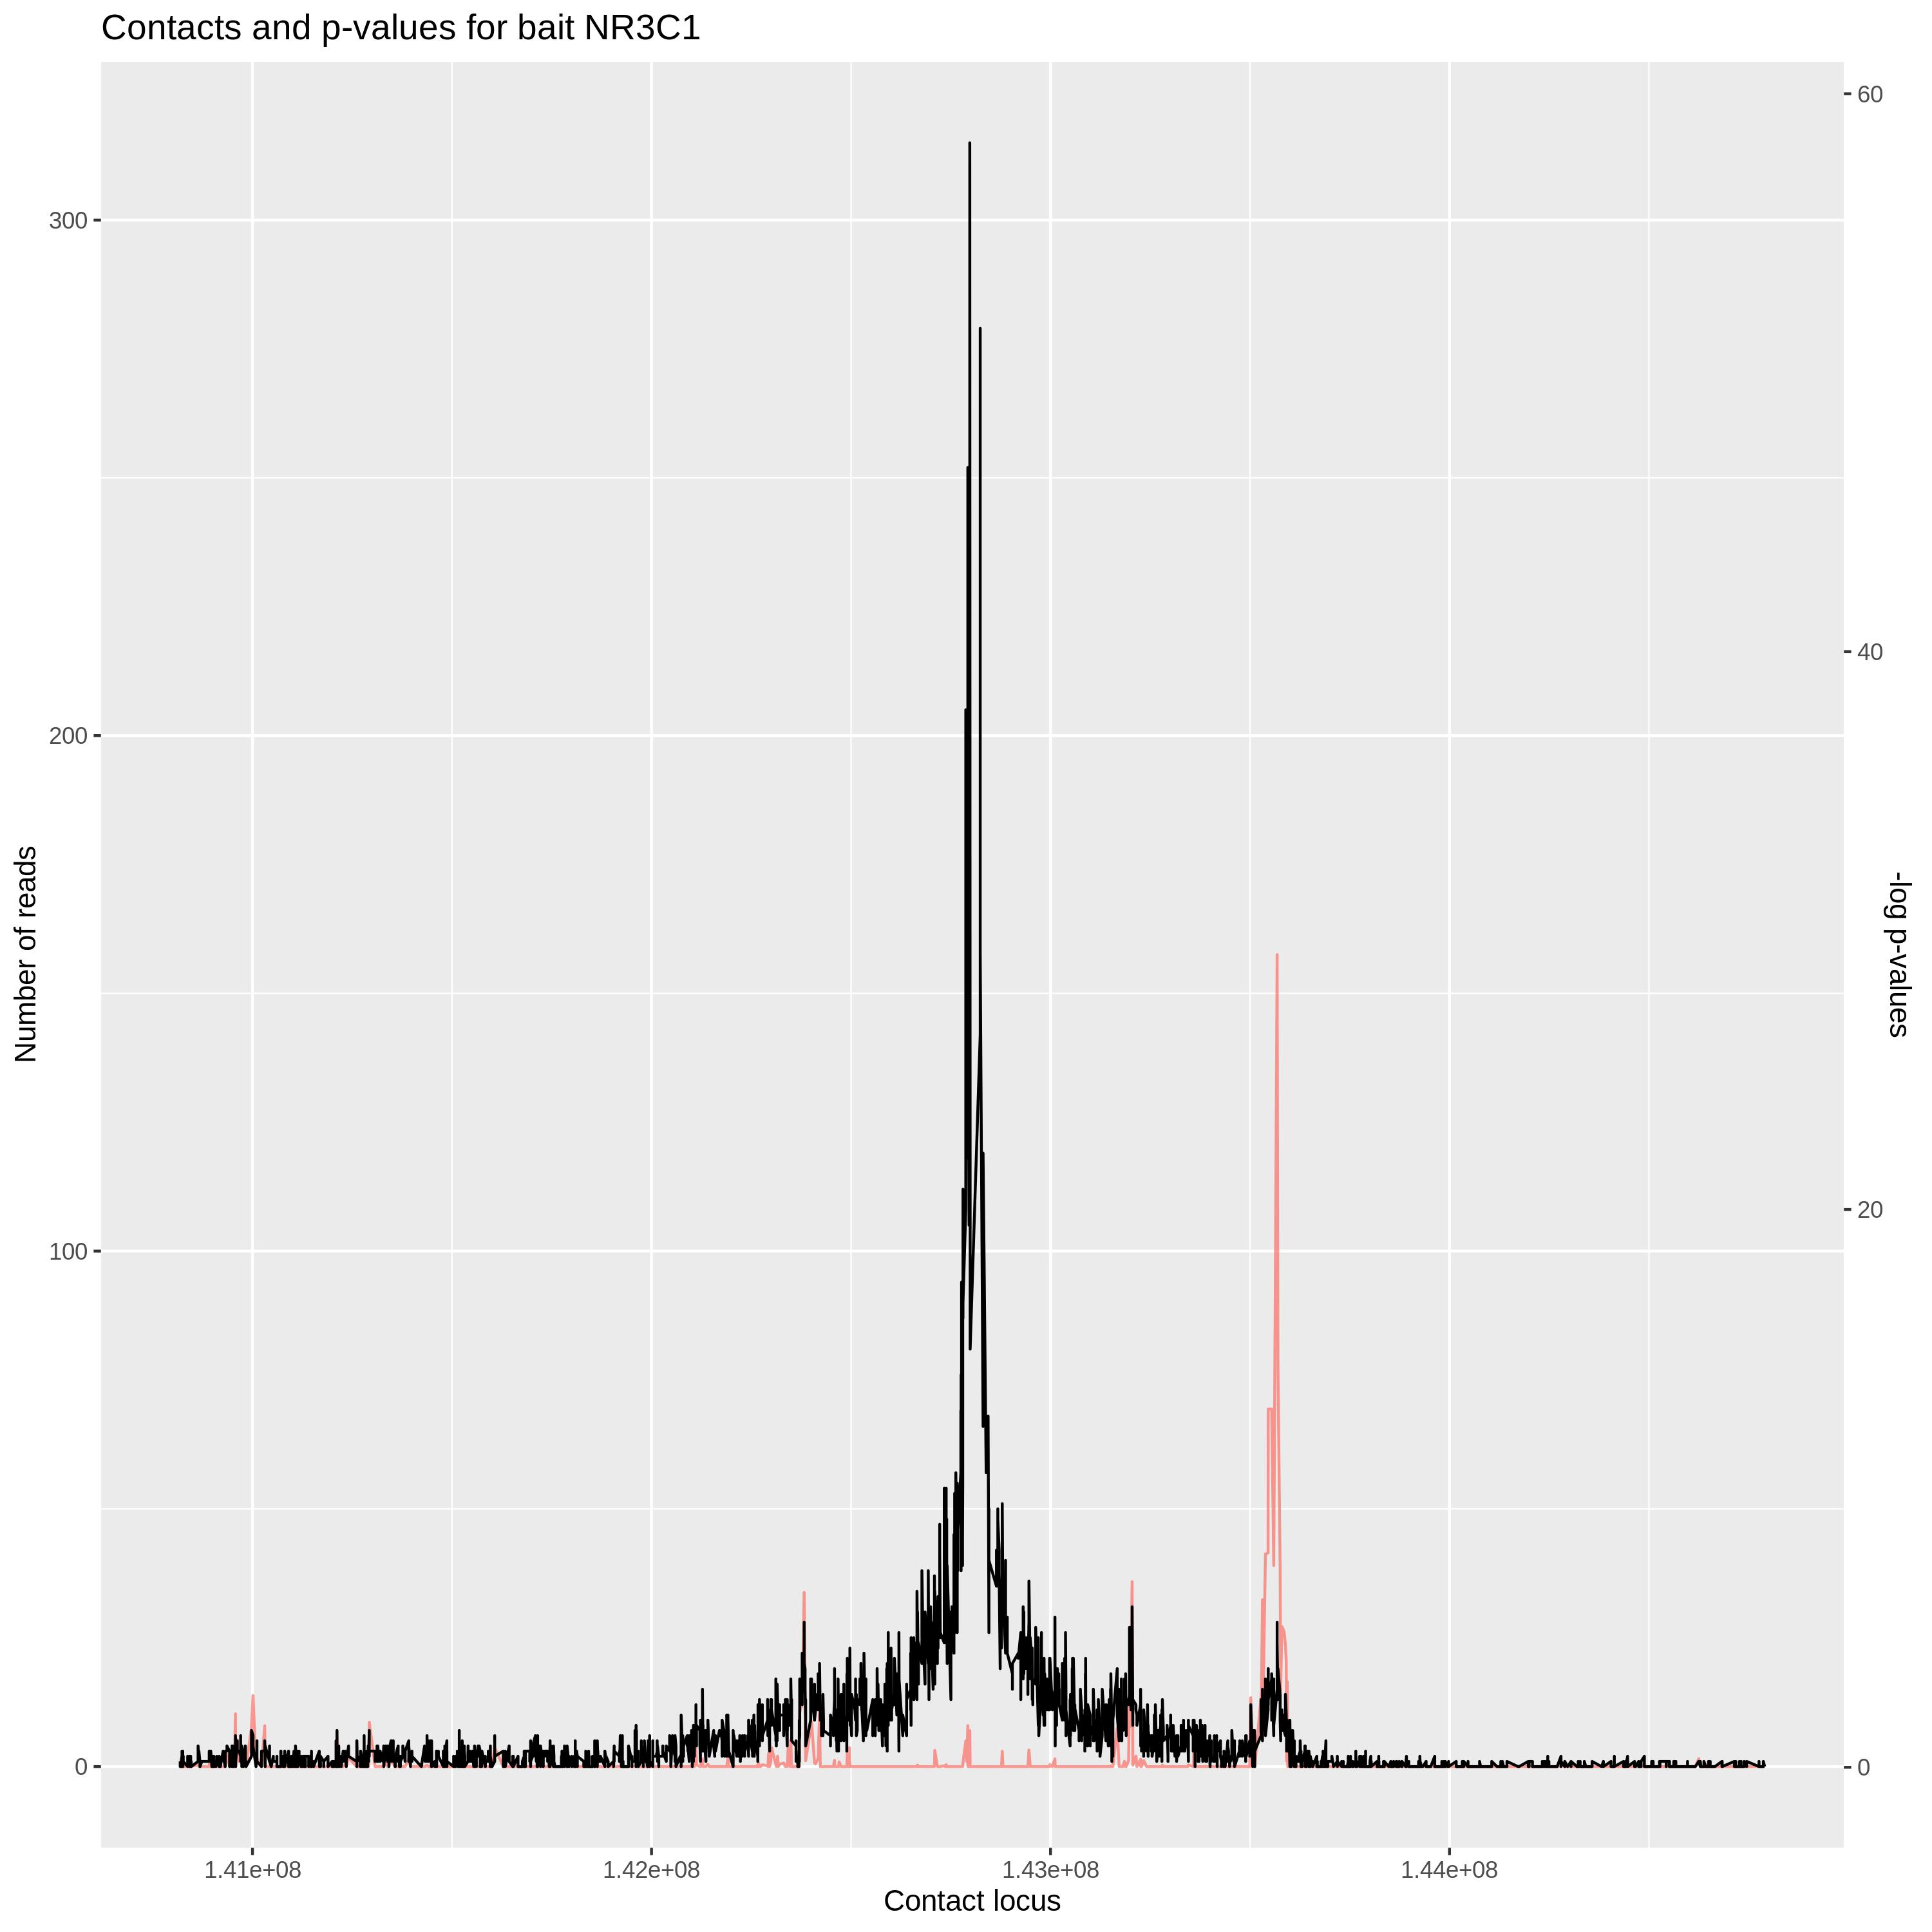 Contacts and p-values for bait NR3C1
60
300
40
200
Number of reads
-log p-values
20
100
0
0
1.41e+08
1.42e+08
1.43e+08
1.44e+08
Contact locus